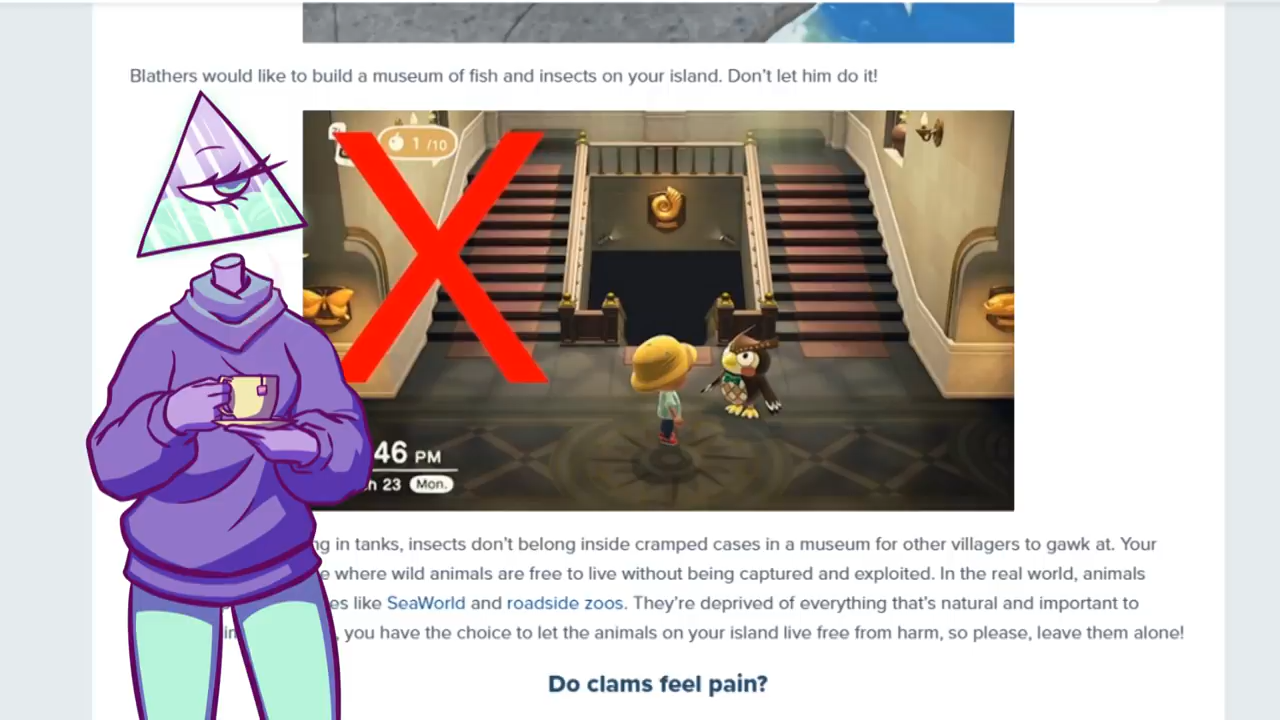 Blathers would like to build a museum of fish and insects on your island. Don't let him do it!
1/10
46 PM
23 Mon.
in tanks, insects don't belong inside cramped cases in a museum for other villagers to gawk at. Your
where wild animals are free to live without being captured and exploited. In the real world, animals
like SeaWorld and roadside zoos. They're deprived of everything that's natural and important to
, you have the choice to let the animals on your island live free from harm, so please, leave them alone!
Do clams feel pain?